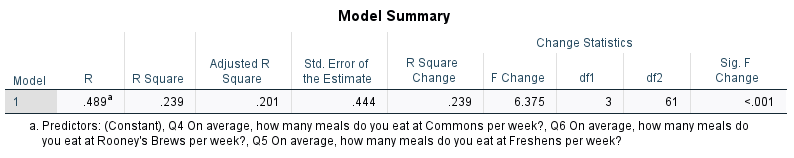 Model Summary
Change Statistics
Model R R Square Adjusted R Square Std. Error of the Estimate R Square Change F Change df1 df2 Sig. F Change
1 .489a .239 .201 .444 .239 6.375 3 61 <.001
a. Predictors: (Constant), Q4 On average, how many meals do you eat at Commons per week?, Q6 On average, how many meals do
you eat at Rooney's Brews per week?, Q5 On average, how many meals do you eat at Freshens per week?